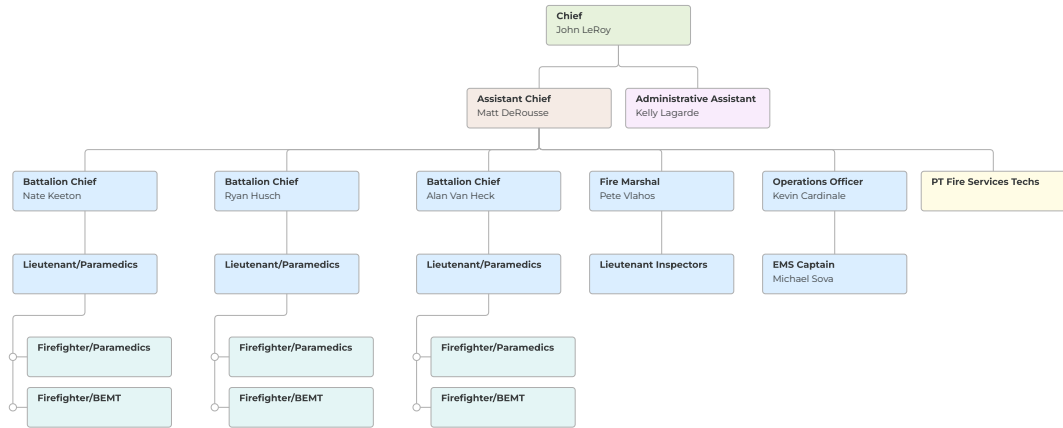 Chief
John LeRoy
Assistant Chief
Matt DeRousse
Administrative Assistant
Kelly Lagarde
Battalion Chief
Nate Keeton
Battalion Chief
Ryan Husch
Battalion Chief
Alan Van Heck
Fire Marshal
Pete Vlahos
Operations Officer
Kevin Cardinale
PT Fire Services Techs
Lieutenant/Paramedics
Lieutenant/Paramedics
Lieutenant/Paramedics
Lieutenant Inspectors
EMS Captain
Michael Sova
Firefighter/Paramedics
Firefighter/Paramedics
Firefighter/Paramedics
Firefighter/BEMT
Firefighter/BEMT
Firefighter/BEMT